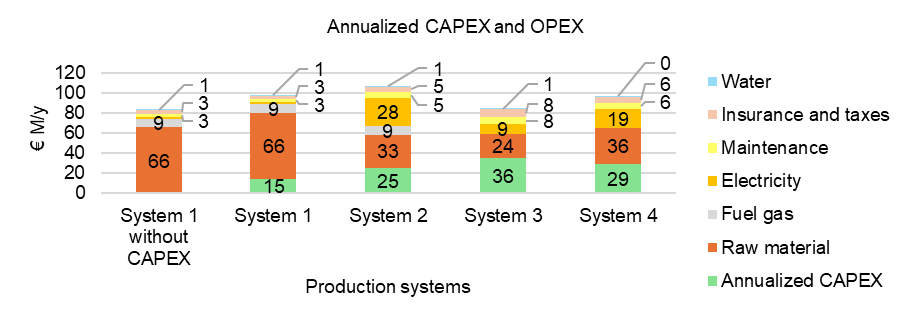 Annualized CAPEX and OPEX
€ M/y
120
100
80
60
40
20
0
1
3
3
9
66
1
3
3
9
66
15
1
5
5
28
9
33
25
1
8
8
9
24
36
0
6
6
19
36
29
System 1
without
CAPEX
System 1
System 2
System 3
System 4
Production systems
Water
Insurance and taxes
Maintenance
Electricity
Fuel gas
Raw material
Annualized CAPEX